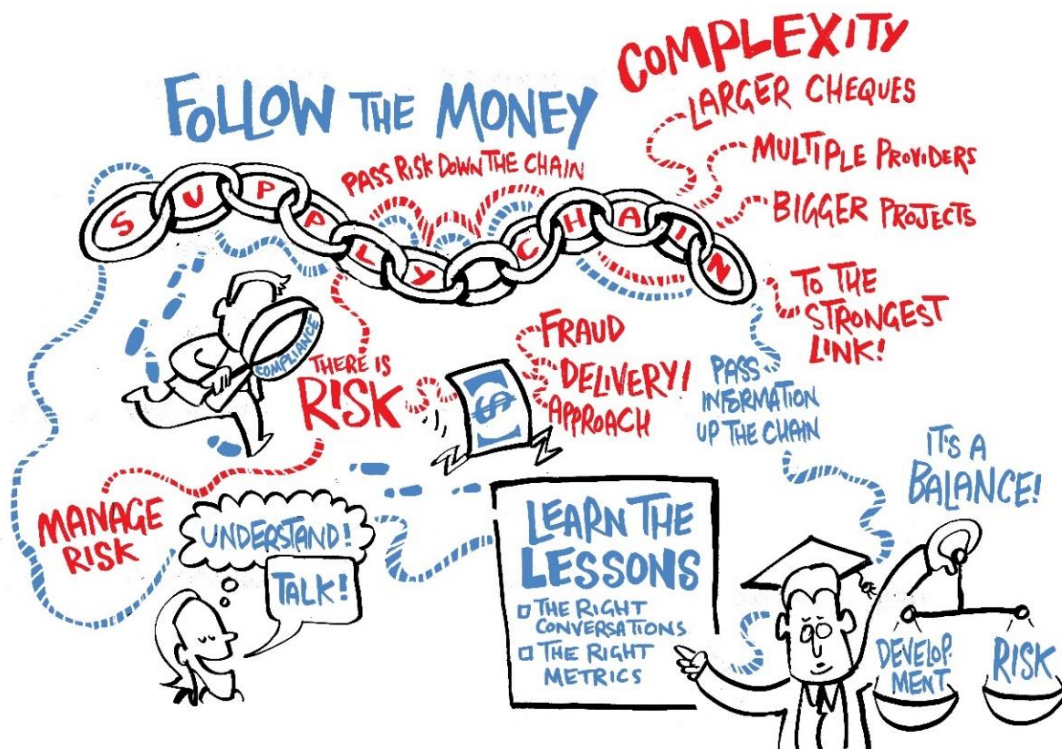 FOLLOW THE MONEY
COMPLEXITY
LARGER CHEQUES
MULTIPLE PROVIDERS
BIGGER PROJECTS
TO THE
STRONGEST
LINK!
PASS RISK DOWN THE CHAIN
SUPPLY CHAIN
COMPLIANCE
THERE IS
RISK
$
FRAUD
DELIVERY!
APPROACH
PASS
INFORMATION
UP THE CHAIN
MANAGE
RISK
UNDERSTAND!
TALK!
LEARN THE
LESSONS
THE RIGHT
CONVERSATIONS
THE RIGHT
METRICS
IT'S A
BALANCE!
DEVELOP-
MENT
RISK